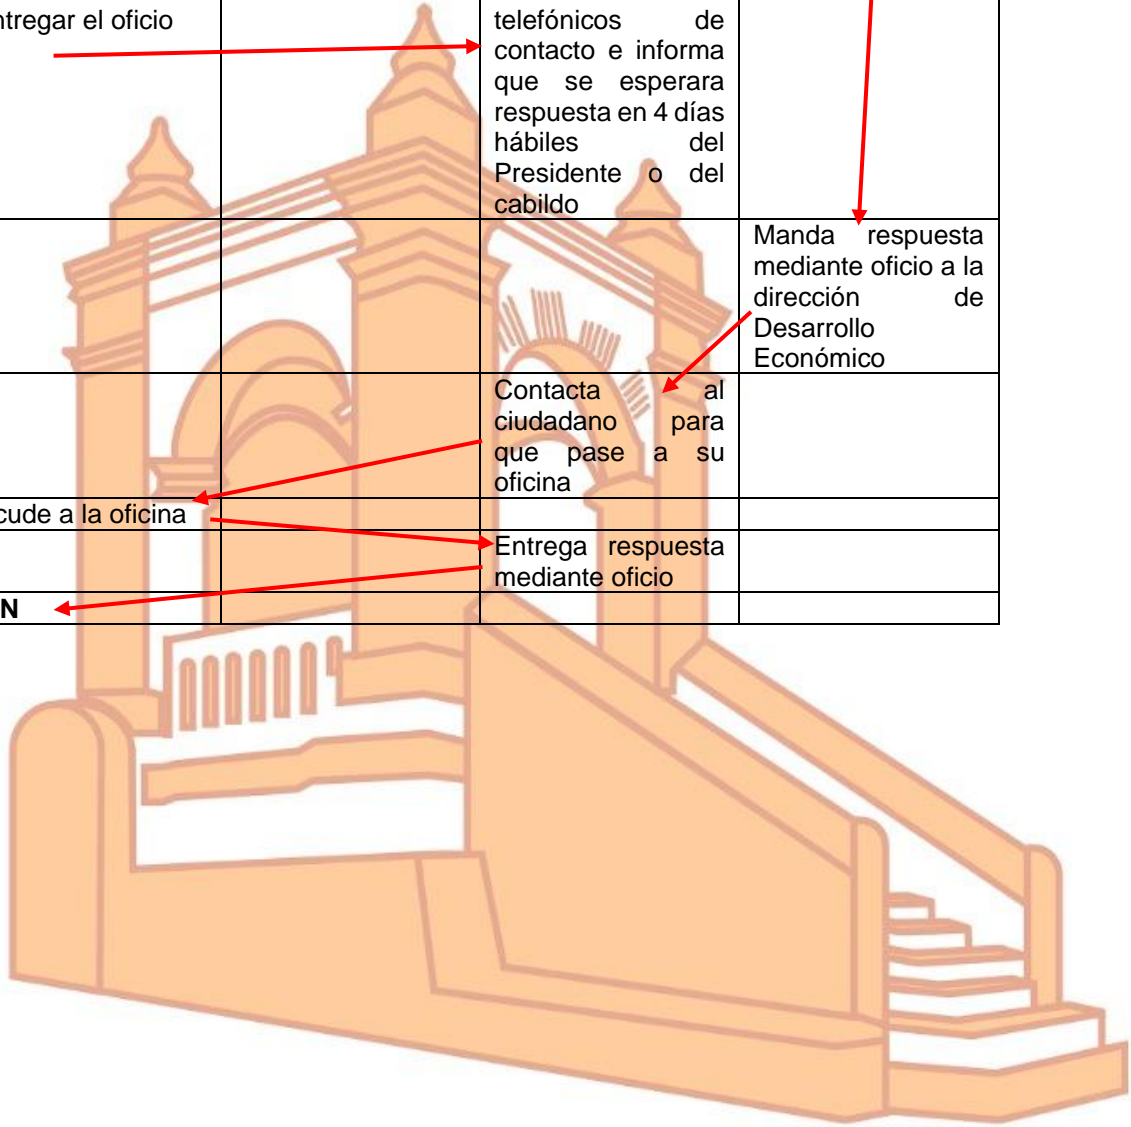 ntregar el oficio
telefónicos de
contacto e informa
que se esperara
respuesta en 4 días
hábiles del
Presidente o del
cabildo
Manda respuesta
mediante oficio a la
dirección de
Desarrollo
Económico
Contacta al
ciudadano para
que pase a su
oficina
cude a la oficina
Entrega respuesta
mediante oficio
N